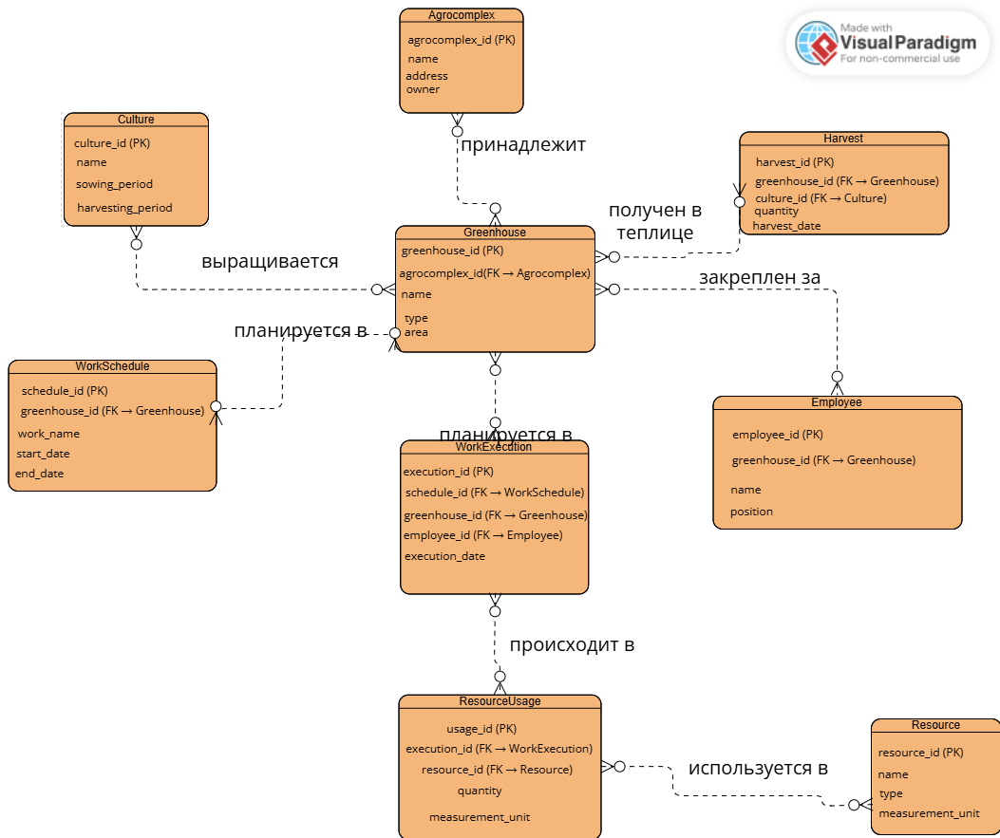 Agrocomplex
agrocomplex_id (PK)
name
address
owner
Made with
VisualParadigm
For non-commercial use
Culture
culture_id (PK)
name
sowing_period
harvesting_period
принадлежит
Harvest
harvest_id (PK)
greenhouse_id (FK → Greenhouse)
culture_id (FK → Culture)
quantity
harvest_date
получен в
теплице
Greenhouse
greenhouse_id (PK)
agrocomplex_id(FK → Agrocomplex)
name
type
area
выращивается
закреплен за
планируется в
WorkSchedule
schedule_id (PK)
greenhouse_id (FK → Greenhouse)
work_name
start_date
end_date
Employee
employee_id (PK)
greenhouse_id (FK → Greenhouse)
name
position
планируется в
WorkExecution
execution_id (PK)
schedule_id (FK → WorkSchedule)
greenhouse_id (FK → Greenhouse)
employee_id (FK → Employee)
execution_date
происходит в
ResourceUsage
usage_id (PK)
execution_id (FK → WorkExecution)
resource_id (FK → Resource)
quantity
measurement_unit
используется в
Resource
resource_id (PK)
name
type
measurement_unit